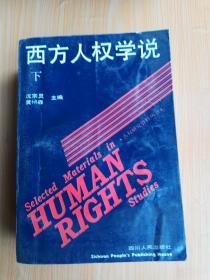 西方人权学说
下
沈宗灵
黄枬森
主编
Selected Materials in
HUMAN
RIGHTS
Studies
四川人民出版社
Sichuan People's Publishing House